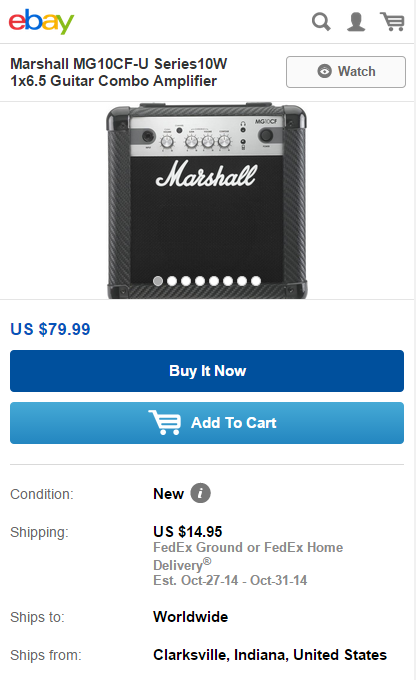 ebay
Marshall MG10CF-U Series10W
1x6.5 Guitar Combo Amplifier
Watch
MG10CF
Marshall
US $79.99
Buy It Now
Add To Cart
Condition:
New i
Shipping:
US $14.95
FedEx Ground or FedEx Home
Delivery®
Est. Oct-27-14 - Oct-31-14
Ships to:
Worldwide
Ships from:
Clarksville, Indiana, United States